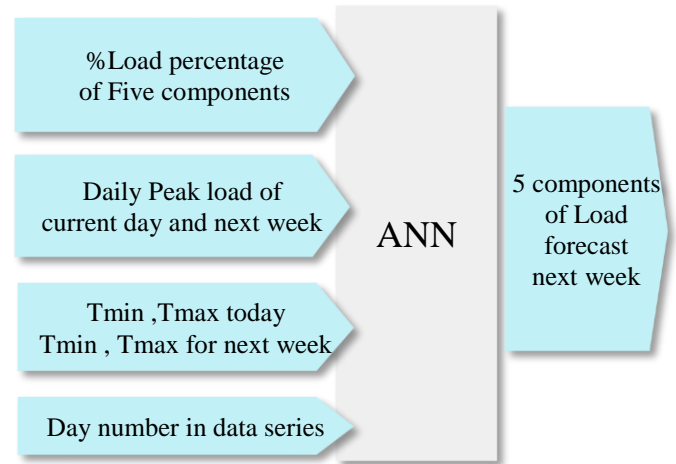 %Load percentage
of Five components
Daily Peak load of
current day and next week
Tmin ,Tmax today
Tmin , Tmax for next week
Day number in data series
ANN
5 components
of Load
forecast
next week